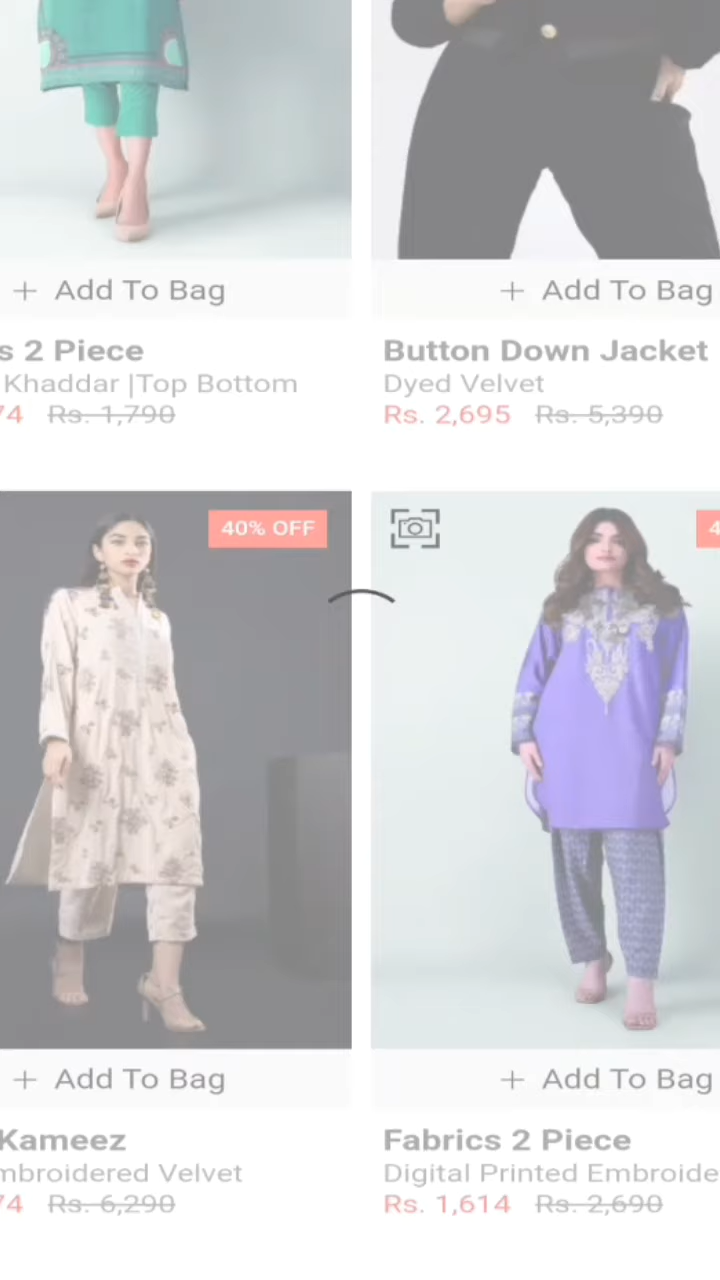 + Add To Bag
+ Add To Bag
s 2 Piece
Khaddar |Top Bottom
74 Rs. 1,790
Button Down Jacket
Dyed Velvet
Rs. 2,695 Rs. 5,390
40% OFF
4
+ Add To Bag
+ Add To Bag
Kameez
mbroidered Velvet
74 Rs. 6,290
Fabrics 2 Piece
Digital Printed Embroide
Rs. 1,614 Rs. 2,690